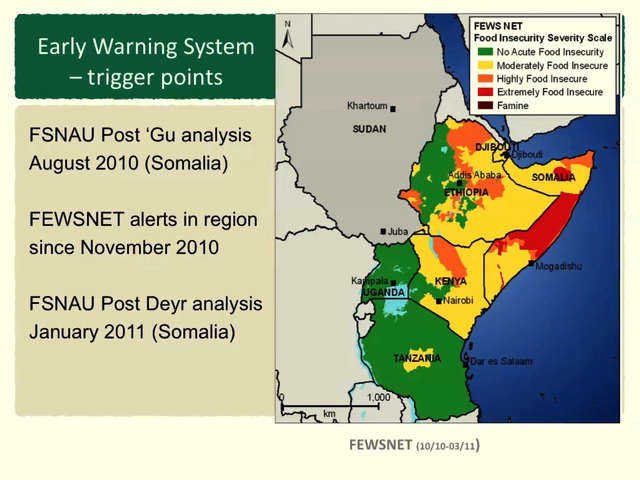 Early Warning System
– trigger points
FSNAU Post ‘Gu analysis
August 2010 (Somalia)
FEWSNET alerts in region
since November 2010
FSNAU Post Deyr analysis
January 2011 (Somalia)
N
FEWS NET
Food Insecurity Severity Scale
No Acute Food Insecurity
Moderately Food Insecure
Highly Food Insecure
Extremely Food Insecure
Famine
Khartoum
SUDAN
DJIBOUTI
Djibouti
Addis Ababa
SOMALIA
ETHIOPIA
Juba
Mogadishu
Kampala
KENYA
UGANDA
Nairobi
TANZANIA
Dar es Salaam
0 1,000
km
FEWSNET (10/10-03/11)